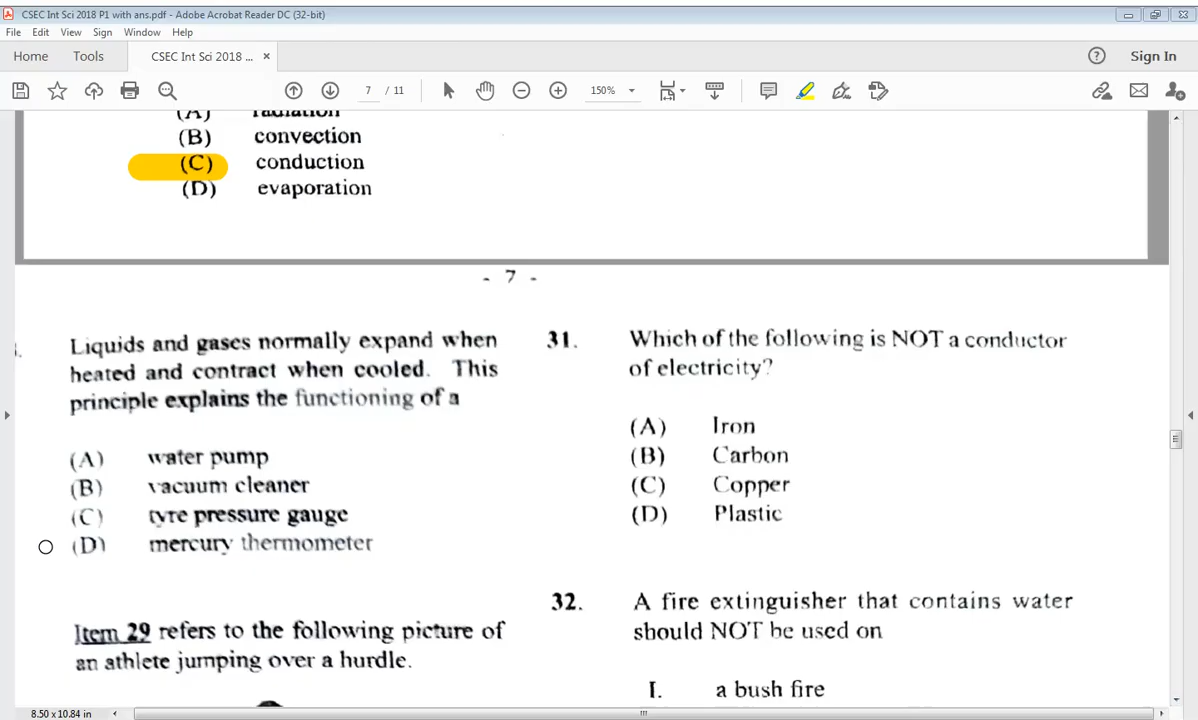 CSEC Int Sci 2018 P1 with ans.pdf - Adobe Acrobat Reader DC (32-bit)
File Edit View Sign Window Help
Home Tools CSEC Int Sci 2018 ... × Sign In
7 / 11 150%
(A) radiation
(B) convection
(C) conduction
(D) evaporation
- 7 -
Liquids and gases normally expand when
heated and contract when cooled. This
principle explains the functioning of a
(A) water pump
(B) vacuum cleaner
(C) tyre pressure gauge
(D) mercury thermometer
Item 29 refers to the following picture of
an athlete jumping over a hurdle.
31. Which of the following is NOT a conductor
of electricity?
(A) Iron
(B) Carbon
(C) Copper
(D) Plastic
32. A fire extinguisher that contains water
should NOT be used on
I. a bush fire
8.50 x 10.84 in